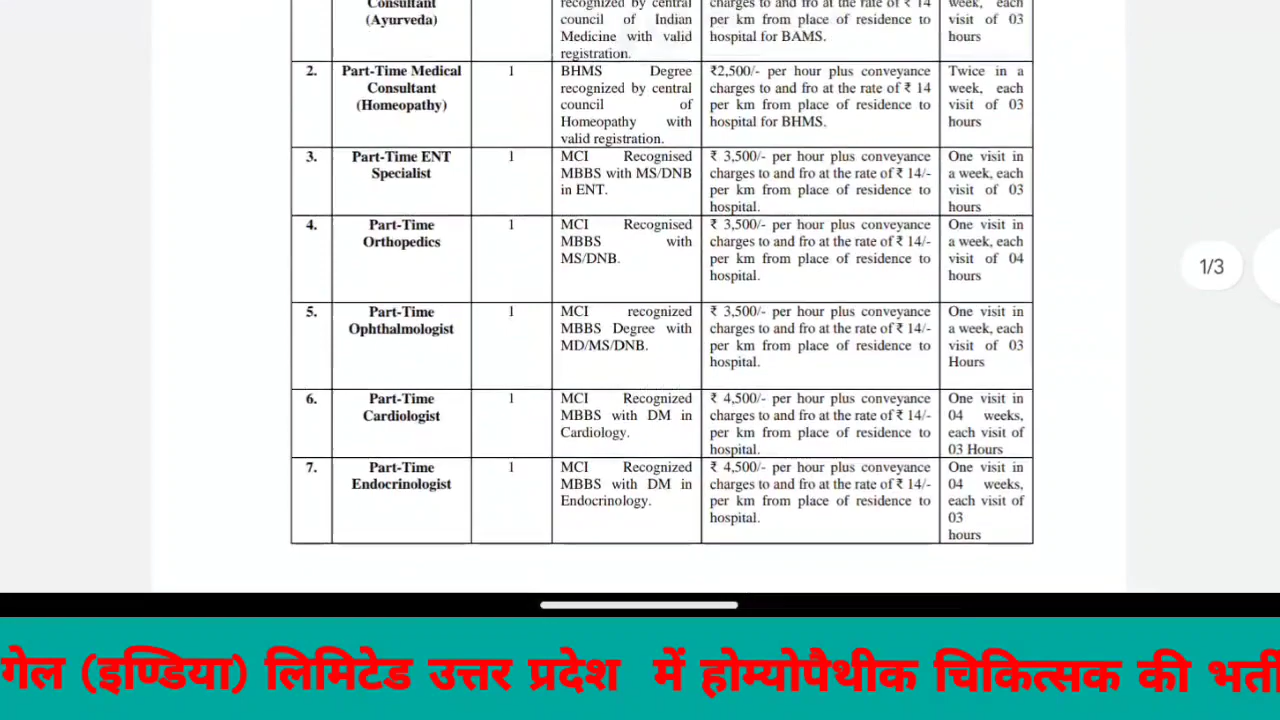 Consultant
(Ayurveda)
recognized by central
council of Indian
Medicine with valid
registration.
charges to and fro at the rate of ₹ 14
per km from place of residence to
hospital for BAMS.
week, each
visit of 03
hours
2.
Part-Time Medical
Consultant
(Homeopathy)
1
BHMS Degree
recognized by central
council of
Homeopathy with
valid registration.
₹2,500/- per hour plus conveyance
charges to and fro at the rate of ₹ 14
per km from place of residence to
hospital for BHMS.
Twice in a
week, each
visit of 03
hours
3.
Part-Time ENT
Specialist
1
MCI Recognised
MBBS with MS/DNB
in ENT.
₹ 3,500/- per hour plus conveyance
charges to and fro at the rate of ₹ 14/-
per km from place of residence to
hospital.
One visit in
a week, each
visit of 03
hours
4.
Part-Time
Orthopedics
1
MCI Recognised
MBBS with
MS/DNB.
₹ 3,500/- per hour plus conveyance
charges to and fro at the rate of ₹ 14/-
per km from place of residence to
hospital.
One visit in
a week, each
visit of 04
hours
5.
Part-Time
Ophthalmologist
1
MCI recognized
MBBS Degree with
MD/MS/DNB.
₹ 3,500/- per hour plus conveyance
charges to and fro at the rate of ₹ 14/-
per km from place of residence to
hospital.
One visit in
a week, each
visit of 03
Hours
6.
Part-Time
Cardiologist
1
MCI Recognized
MBBS with DM in
Cardiology.
₹ 4,500/- per hour plus conveyance
charges to and fro at the rate of ₹ 14/-
per km from place of residence to
hospital.
One visit in
04 weeks,
each visit of
03 Hours
7.
Part-Time
Endocrinologist
1
MCI Recognized
MBBS with DM in
Endocrinology.
₹ 4,500/- per hour plus conveyance
charges to and fro at the rate of ₹ 14/-
per km from place of residence to
hospital.
One visit in
04 weeks,
each visit of
03
hours
1/3
गेल (इण्डिया) लिमिटेड उत्तर प्रदेश में होम्योपैथीक चिकित्सक की भर्ती